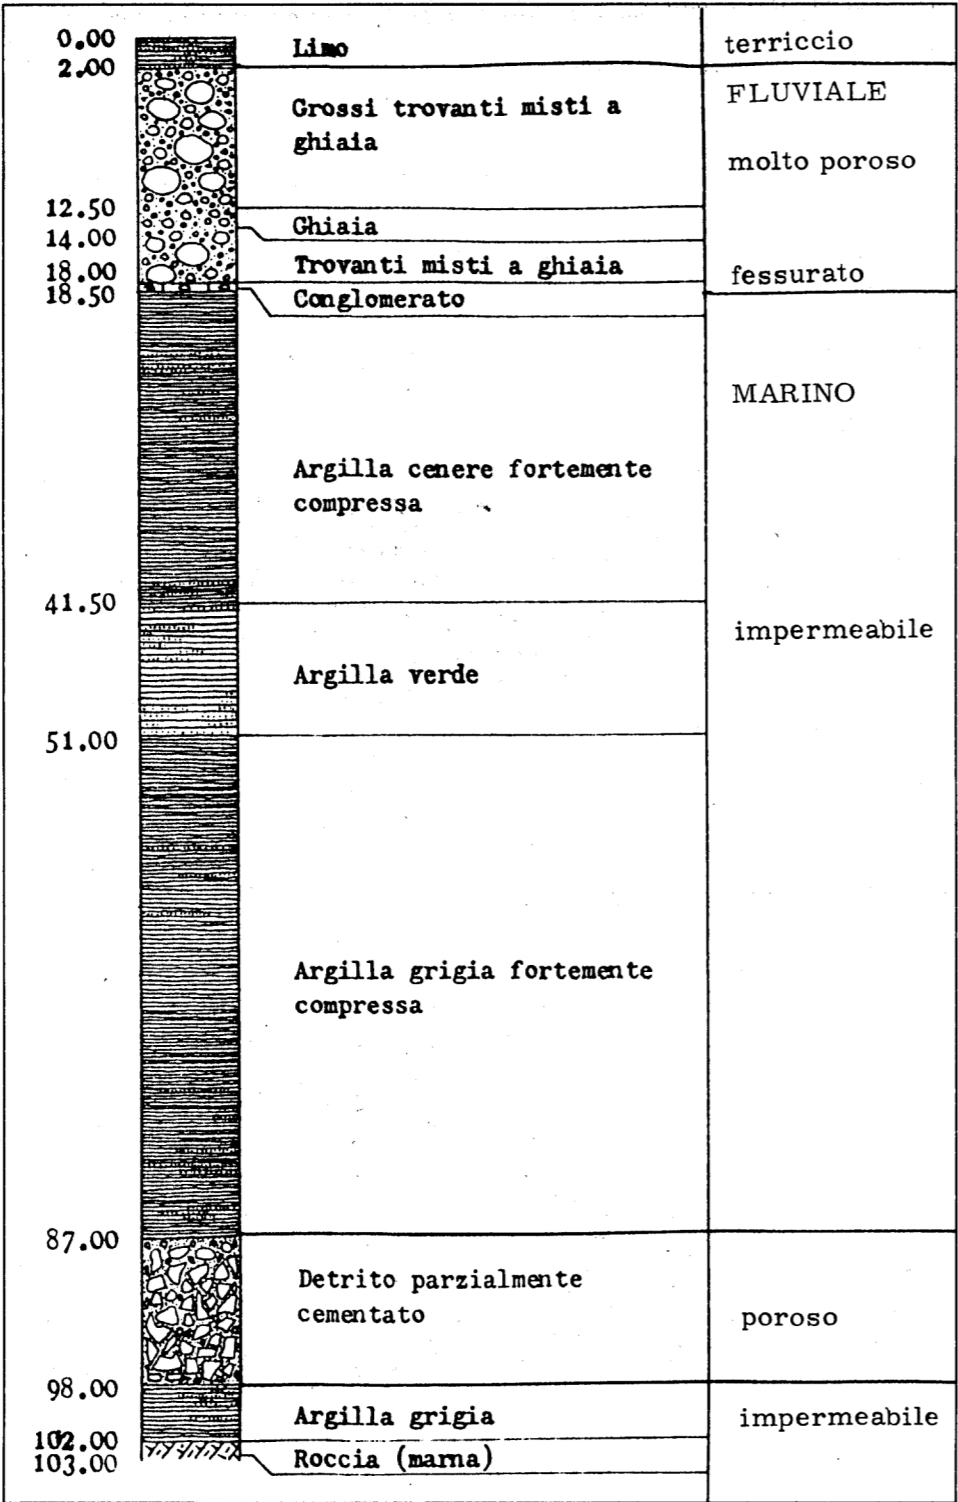 0.00 Limo terriccio
2.00
Grossi trovanti misti a
ghiaia
FLUVIALE
molto poroso
12.50
Ghiaia
14.00
Trovanti misti a ghiaia
18.00
fessurato
18.50
Conglomerato
MARINO
Argilla cenere fortemente
compressa
41.50
impermeabile
Argilla verde
51.00
Argilla grigia fortemente
compressa
87.00
Detrito parzialmente
cementato
poroso
98.00
Argilla grigia
impermeabile
102.00
103.00
Roccia (marna)